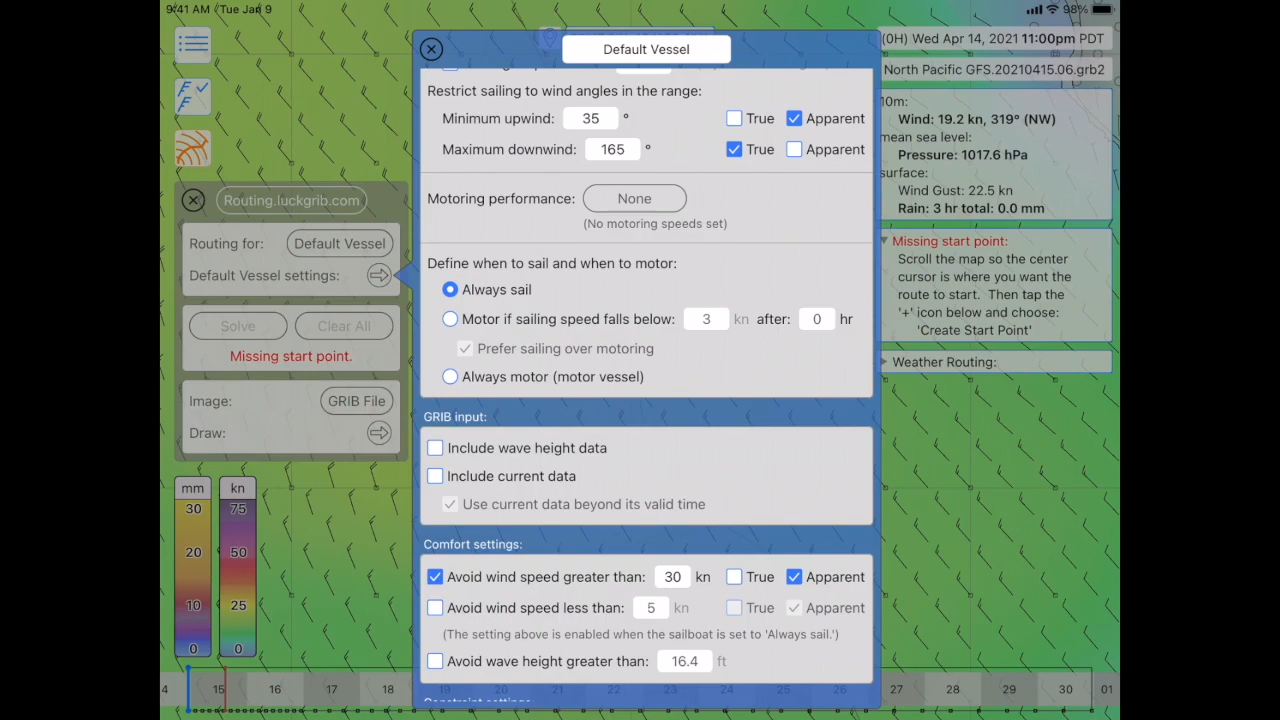 9:41 AM Tue Jan 9
98%
Default Vessel
(0H) Wed Apr 14, 2021 11:00pm PDT
North Pacific GFS.20210415.06.grb2
Restrict sailing to wind angles in the range:
Minimum upwind: 35 ° True Apparent
Maximum downwind: 165 ° True Apparent
Motoring performance: None
(No motoring speeds set)
Define when to sail and when to motor:
Always sail
Motor if sailing speed falls below: 3 kn after: 0 hr
Prefer sailing over motoring
Always motor (motor vessel)
GRIB input:
Include wave height data
Include current data
Use current data beyond its valid time
Comfort settings:
Avoid wind speed greater than: 30 kn True Apparent
Avoid wind speed less than: 5 kn True Apparent
(The setting above is enabled when the sailboat is set to 'Always sail.')
Avoid wave height greater than: 16.4 ft
Routing.luckgrib.com
Routing for: Default Vessel
Default Vessel settings:
Solve Clear All
Missing start point.
Image: GRIB File
Draw:
10m:
Wind: 19.2 kn, 319° (NW)
mean sea level:
Pressure: 1017.6 hPa
surface:
Wind Gust: 22.5 kn
Rain: 3 hr total: 0.0 mm
Missing start point:
Scroll the map so the center
cursor is where you want the
route to start. Then tap the
'+' icon below and choose:
'Create Start Point'
Weather Routing:
mm kn
30 75
20 50
10 25
0 0
4 15 16 17 18 19 20 21 22 23 24 25 26 27 28 29 30 01